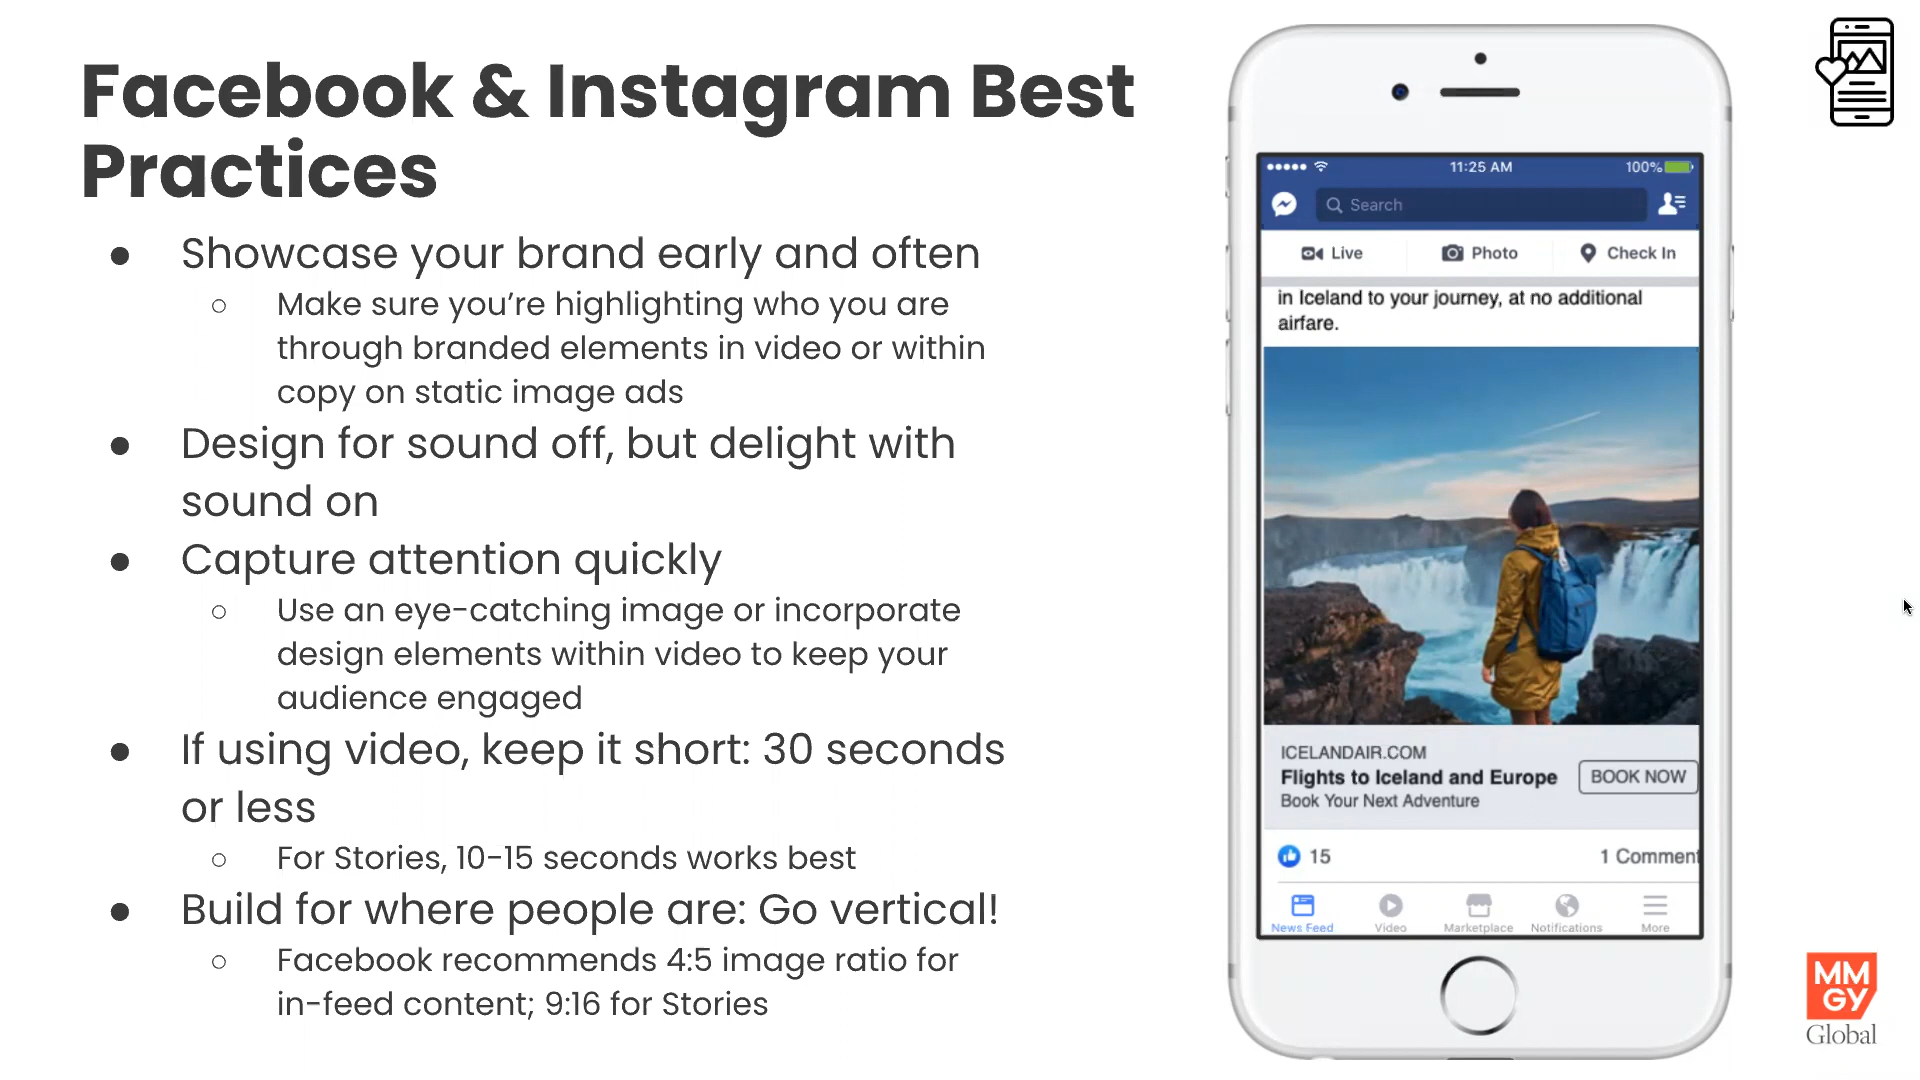 Facebook & Instagram Best
Practices
● Showcase your brand early and often
○ Make sure you’re highlighting who you are
through branded elements in video or within
copy on static image ads
● Design for sound off, but delight with
sound on
● Capture attention quickly
○ Use an eye-catching image or incorporate
design elements within video to keep your
audience engaged
● If using video, keep it short: 30 seconds
or less
○ For Stories, 10-15 seconds works best
● Build for where people are: Go vertical!
○ Facebook recommends 4:5 image ratio for
in-feed content; 9:16 for Stories
11:25 AM 100%
Search
Live Photo Check In
in Iceland to your journey, at no additional
airfare.
ICELANDAIR.COM
Flights to Iceland and Europe
BOOK NOW
Book Your Next Adventure
15 1 Comment
News Feed Video Marketplace Notifications More
MM
GY
Global